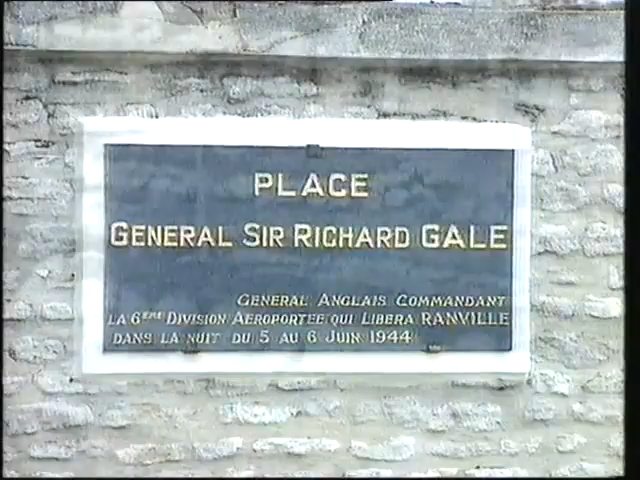 PLACE
GENERAL SIR RICHARD GALE
GENERAL ANGLAIS COMMANDANT
LA 6ÈME DIVISION AEROPORTEE QUI LIBERA RANVILLE
DANS LA NUIT DU 5 AU 6 JUIN 1944